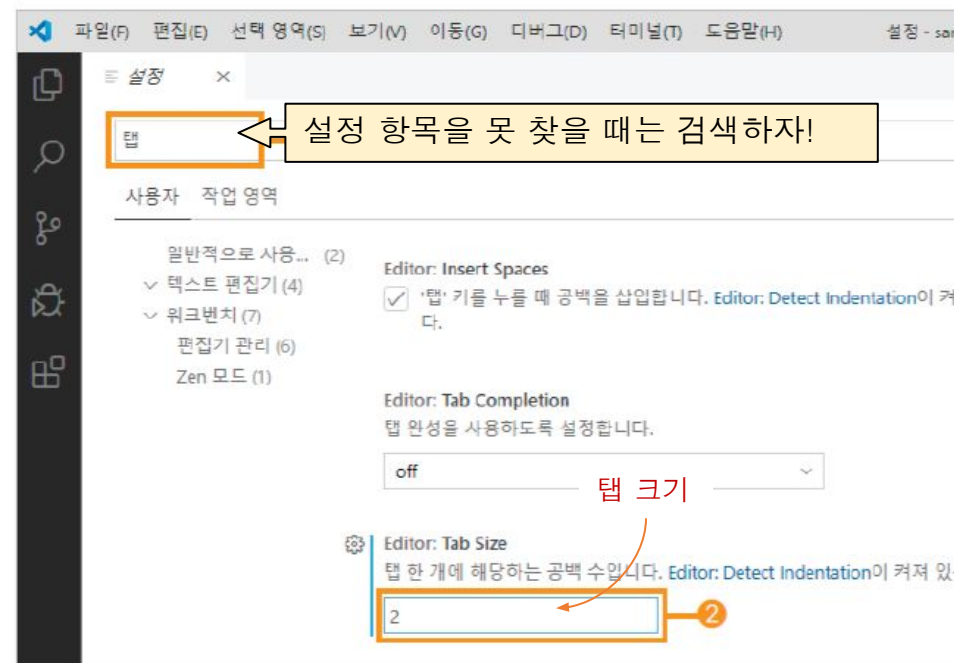 파일(F) 편집(E) 선택 영역(S) 보기(V) 이동(G) 디버그(D) 터미널(T) 도움말(H) 설정 - sar
설정
탭
설정 항목을 못 찾을 때는 검색하자!
사용자 작업 영역
일반적으로 사용... (2)
텍스트 편집기 (4)
워크벤치 (7)
편집기 관리 (6)
Zen 모드 (1)
Editor: Insert Spaces
'탭' 키를 누를 때 공백을 삽입합니다. Editor: Detect Indentation이 켜
다.
Editor: Tab Completion
탭 완성을 사용하도록 설정합니다.
off
탭 크기
Editor: Tab Size
탭 한 개에 해당하는 공백 수입니다. Editor: Detect Indentation이 켜져 있
2
2